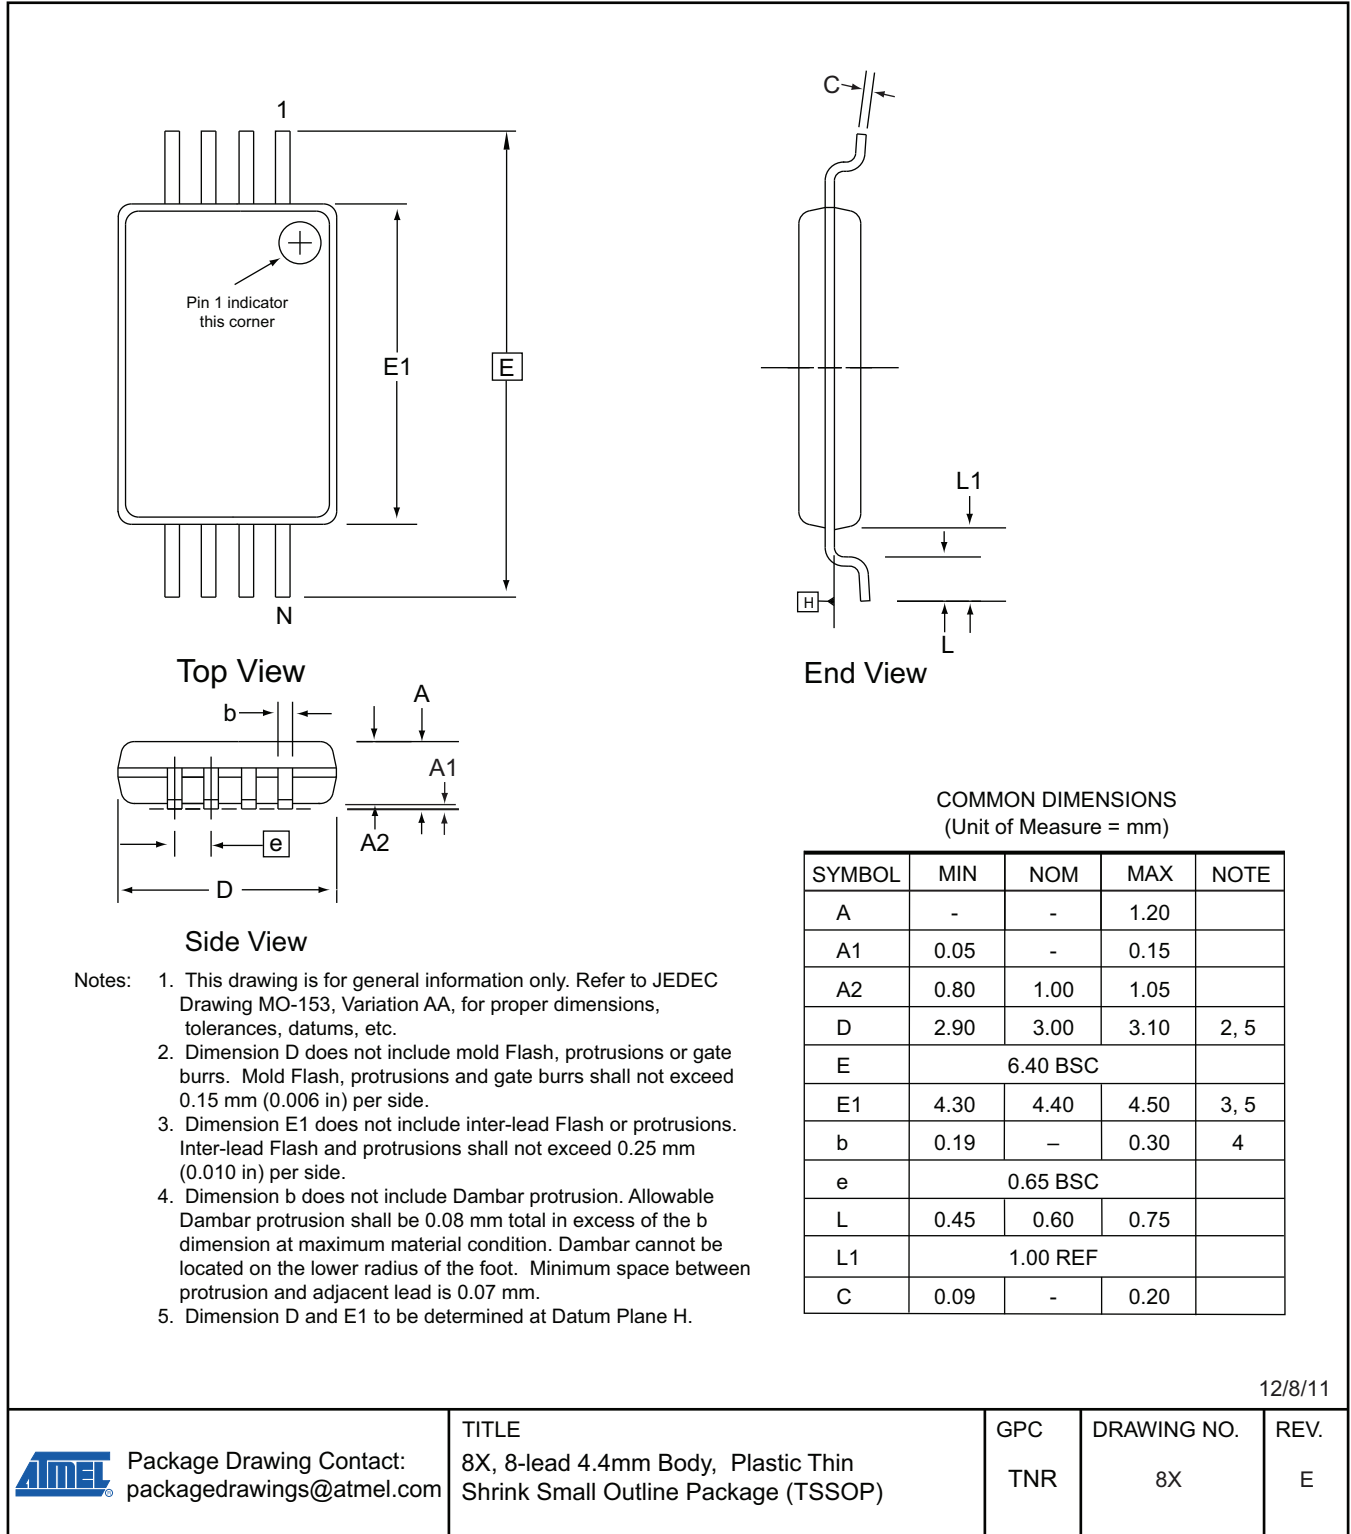 1
C
Pin 1 indicator
this corner
E1
E
L1
H
N
L
Top View
End View
A
b
A1
e
A2
D
Side View
COMMON DIMENSIONS
(Unit of Measure = mm)
SYMBOL MIN NOM MAX NOTE
A - - 1.20
A1 0.05 - 0.15
A2 0.80 1.00 1.05
D 2.90 3.00 3.10 2, 5
E 6.40 BSC
E1 4.30 4.40 4.50 3, 5
b 0.19 – 0.30 4
e 0.65 BSC
L 0.45 0.60 0.75
L1 1.00 REF
C 0.09 - 0.20
Notes: 1. This drawing is for general information only. Refer to JEDEC
Drawing MO-153, Variation AA, for proper dimensions,
tolerances, datums, etc.
2. Dimension D does not include mold Flash, protrusions or gate
burrs. Mold Flash, protrusions and gate burrs shall not exceed
0.15 mm (0.006 in) per side.
3. Dimension E1 does not include inter-lead Flash or protrusions.
Inter-lead Flash and protrusions shall not exceed 0.25 mm
(0.010 in) per side.
4. Dimension b does not include Dambar protrusion. Allowable
Dambar protrusion shall be 0.08 mm total in excess of the b
dimension at maximum material condition. Dambar cannot be
located on the lower radius of the foot. Minimum space between
protrusion and adjacent lead is 0.07 mm.
5. Dimension D and E1 to be determined at Datum Plane H.
12/8/11
ATMEL®
Package Drawing Contact:
packagedrawings@atmel.com
TITLE
8X, 8-lead 4.4mm Body, Plastic Thin
Shrink Small Outline Package (TSSOP)
GPC
TNR
DRAWING NO.
8X
REV.
E